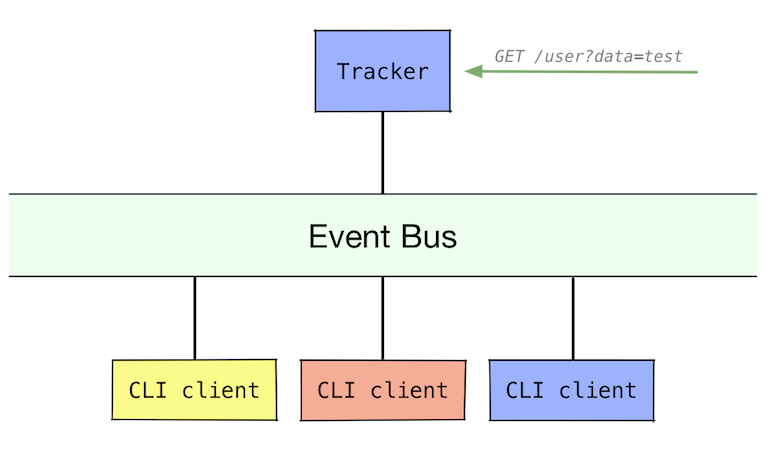 Tracker
GET /user?data=test
Event Bus
CLI client
CLI client
CLI client